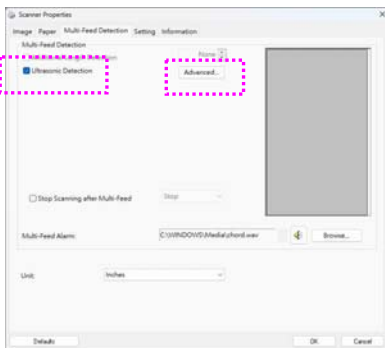 Scanner Properties
Image Paper Multi-Feed Detection Setting Information
Multi-Feed Detection
None
Ultrasonic Detection
Advanced...
Stop Scanning after Multi-Feed
Stop
Multi-Feed Alarm:
C:\WINDOWS\Media\chord.wav
Browse...
Unit:
Inches
Defaults
OK
Cancel